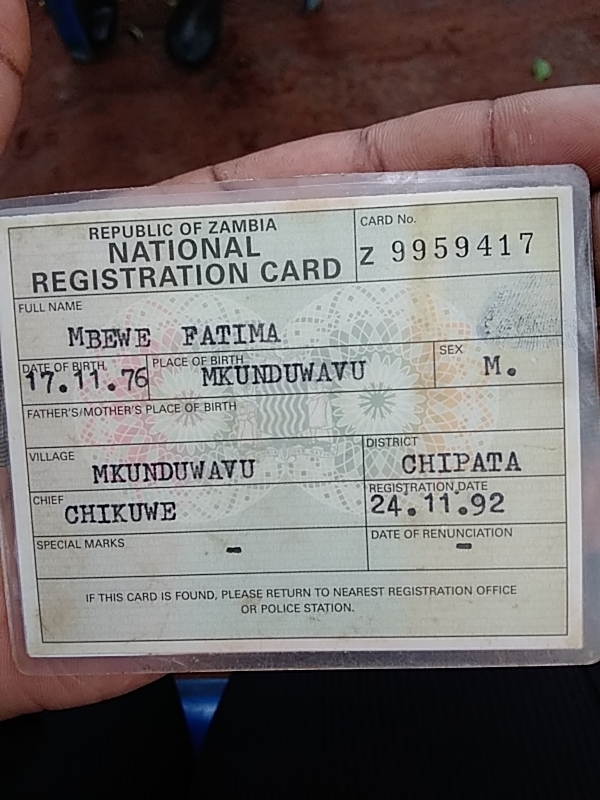 REPUBLIC OF ZAMBIA
NATIONAL
REGISTRATION CARD
CARD No.
Z 9959417
FULL NAME
MBEWE FATIMA
DATE OF BIRTH
17.11.76
PLACE OF BIRTH
MKUNDUWAVU
SEX
M.
FATHER'S/MOTHER'S PLACE OF BIRTH
VILLAGE
MKUNDUWAVU
DISTRICT
CHIPATA
CHIEF
CHIKUWE
REGISTRATION DATE
24.11.92
SPECIAL MARKS
-
DATE OF RENUNCIATION
-
IF THIS CARD IS FOUND, PLEASE RETURN TO NEAREST REGISTRATION OFFICE
OR POLICE STATION.